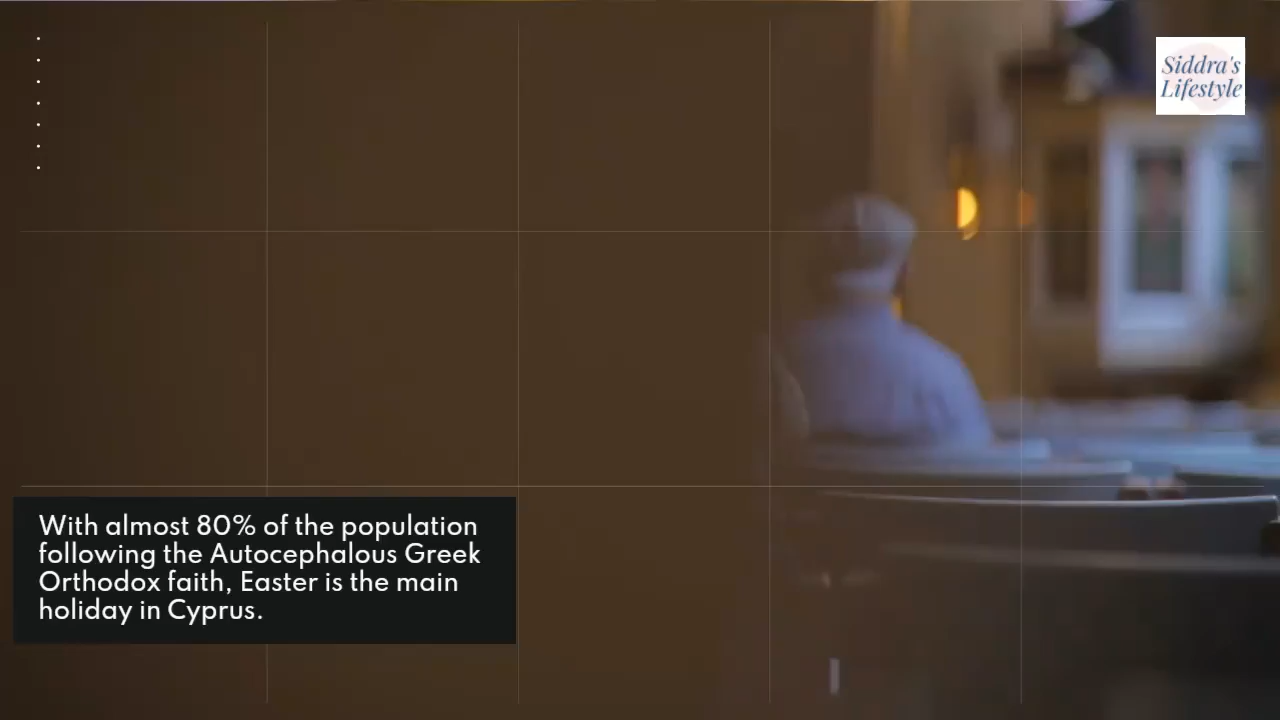 Siddra's
Lifestyle
With almost 80% of the population
following the Autocephalous Greek
Orthodox faith, Easter is the main
holiday in Cyprus.